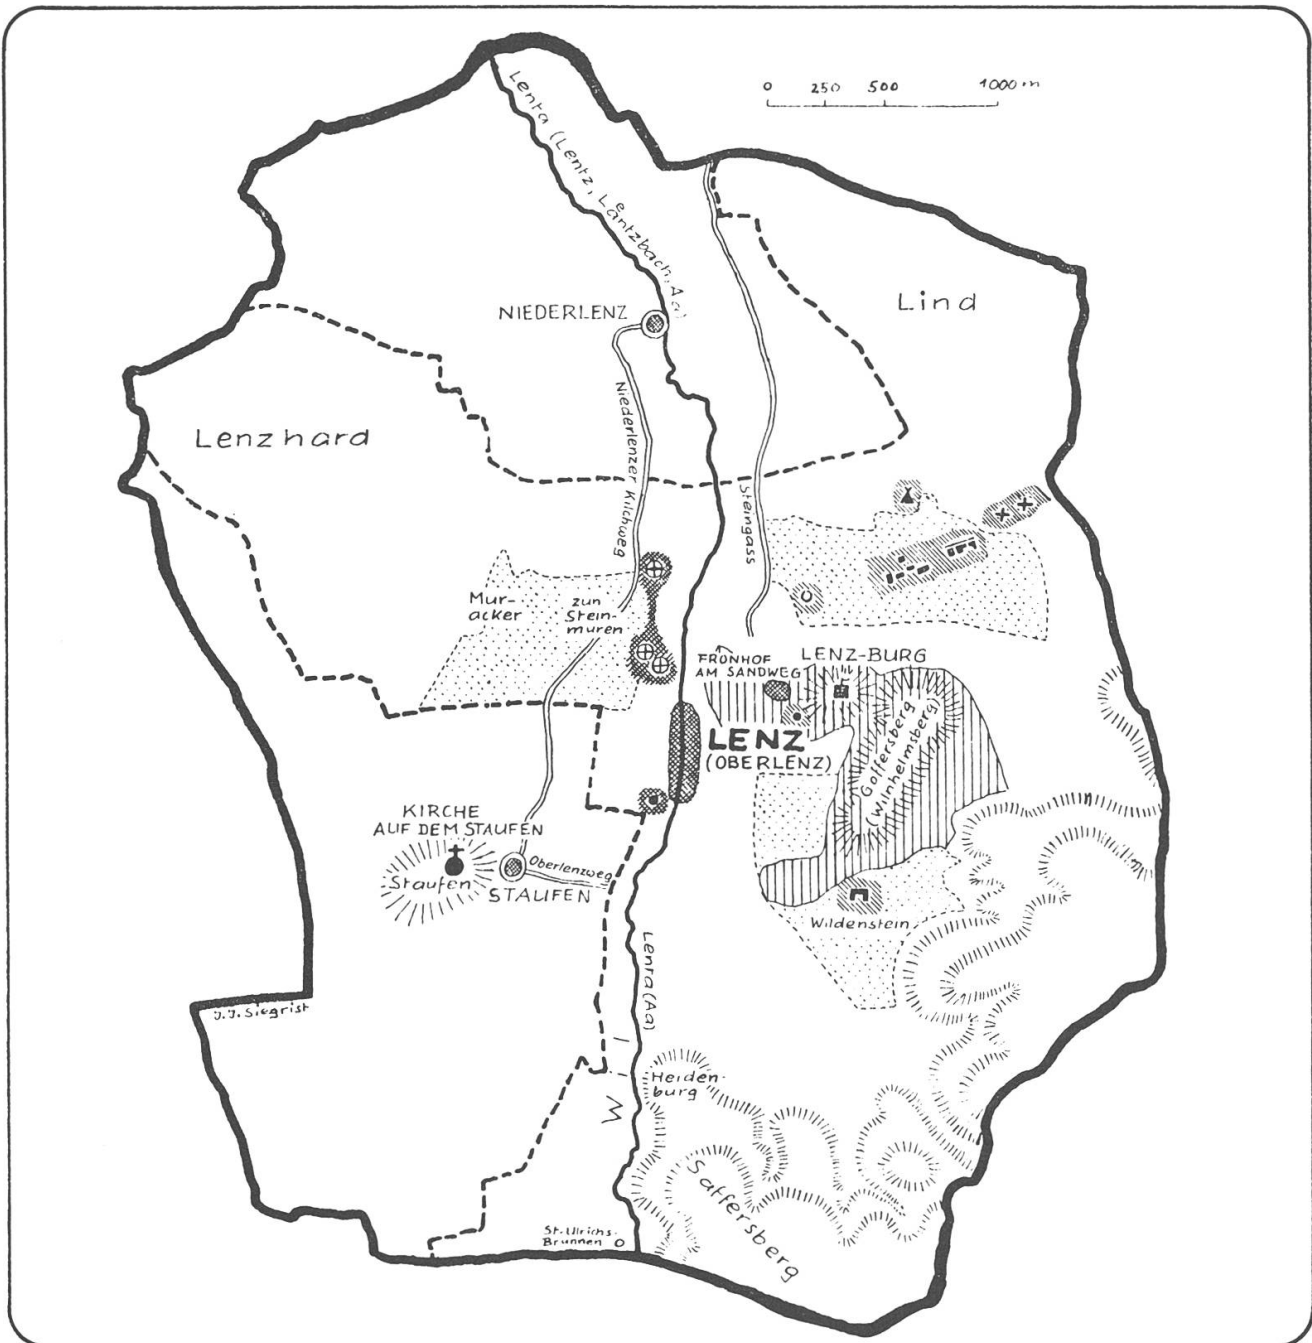 0 250 500 1000 m
Lenta (Lentz, Läntzbach, Aa)
Lind
NIEDERLENZ
Lenzhard
Niederlenzer Kilchweg
Steingass
Mur-
acker
zun
Stein-
muren
FRONHOF
AM SANDWEG
LENZ-BURG
LENZ
(OBERLENZ)
Goffersberg
(Wilnhelmsberg)
KIRCHE
AUF DEM STAUFEN
Staufen
Oberlenzweg
STAUFEN
Wildenstein
Lenta (Aa)
J.J. Siegrist
Heiden-
burg
Saffersberg
St. Ulrichs-
Brunnen